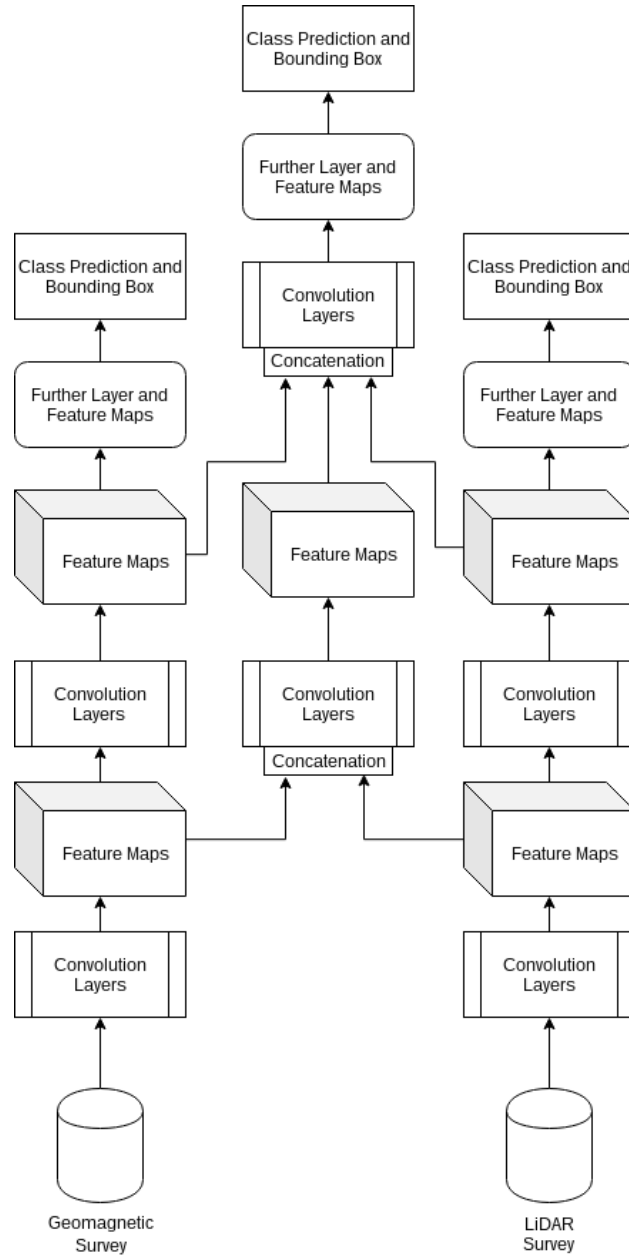 Class Prediction and
Bounding Box
Further Layer and
Feature Maps
Class Prediction and
Bounding Box
Convolution
Layers
Concatenation
Class Prediction and
Bounding Box
Further Layer and
Feature Maps
Further Layer and
Feature Maps
Feature Maps
Feature Maps
Feature Maps
Convolution
Layers
Convolution
Layers
Concatenation
Convolution
Layers
Feature Maps
Feature Maps
Convolution
Layers
Convolution
Layers
Geomagnetic
Survey
LiDAR
Survey